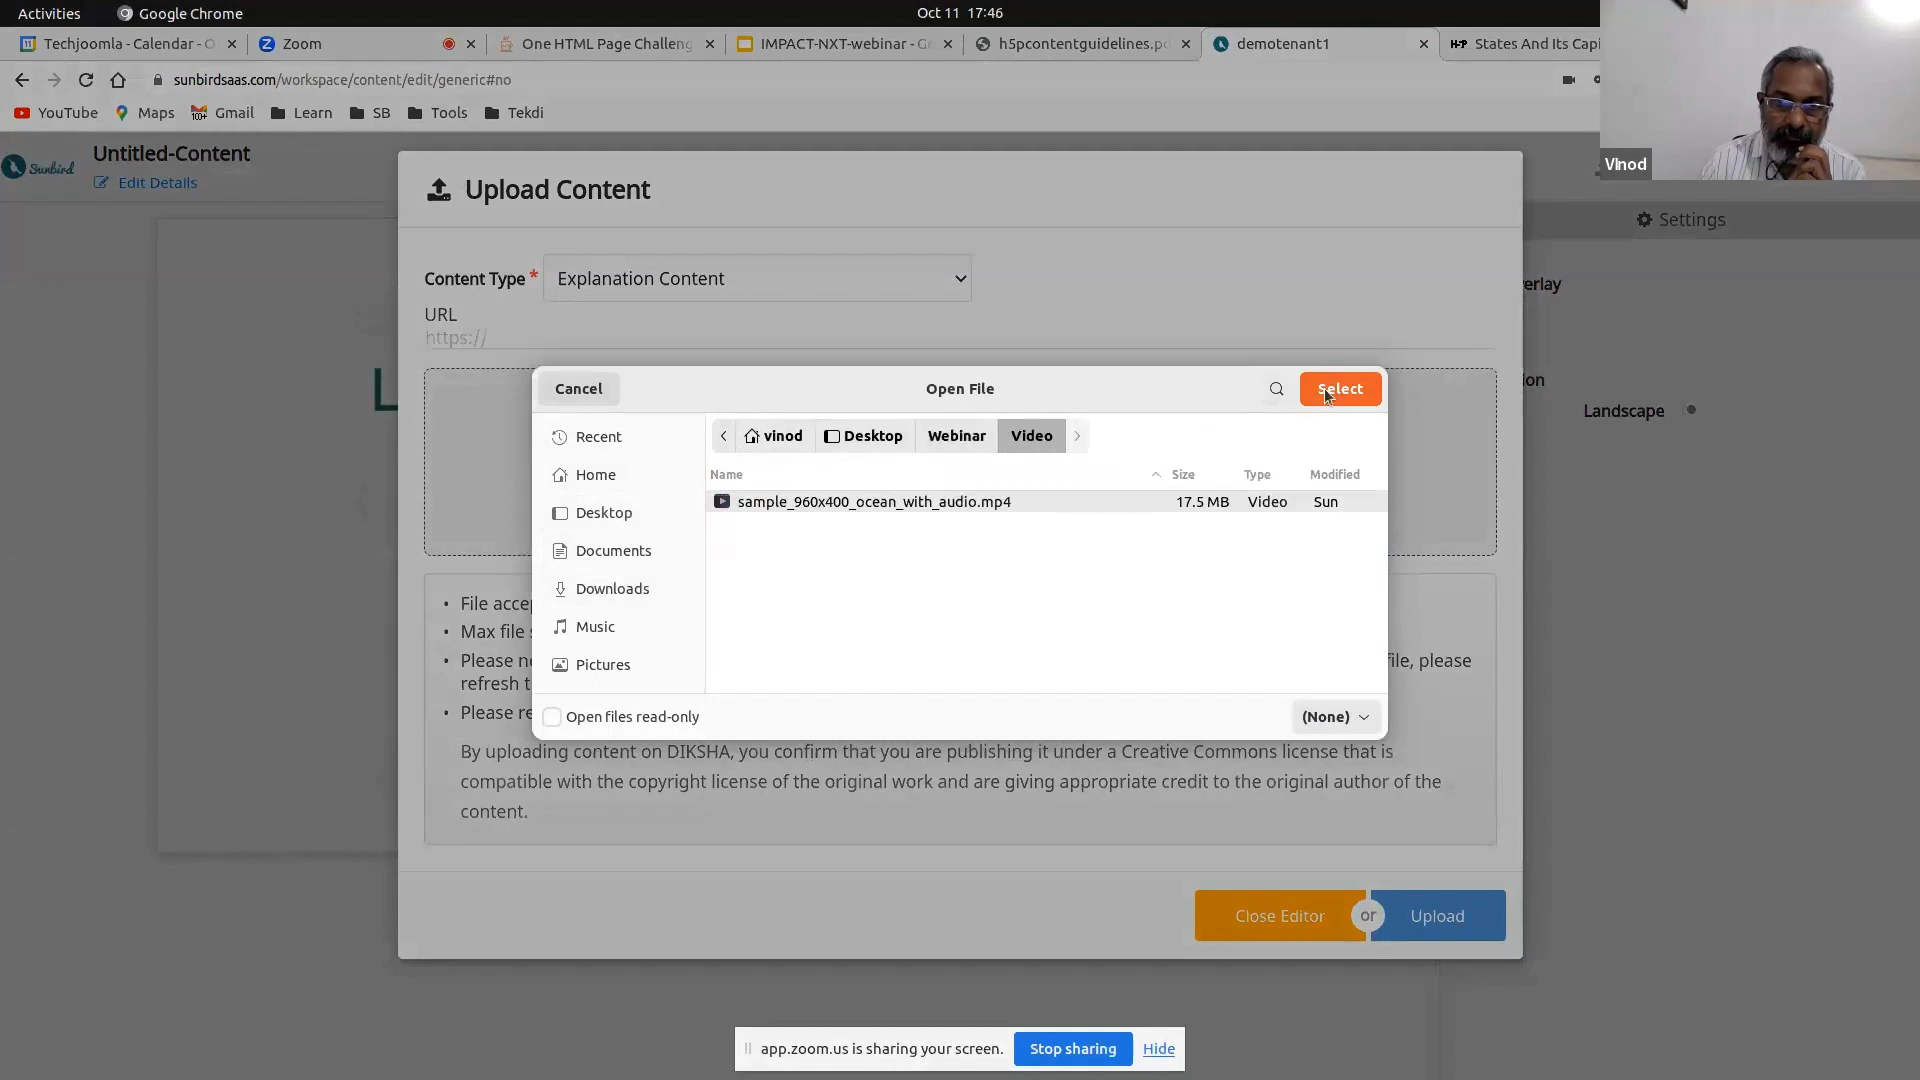 Activities
Google Chrome
Oct 11 17:46
Techjoomla - Calendar - O
Zoom
One HTML Page Challeng
IMPACT-NXT-webinar - G
h5pcontentguidelines.p
demotenant1
H-P States And Its Capi
sunbirdsaas.com/workspace/content/edit/generic#no
YouTube
Maps
100+ Gmail
Learn
SB
Tools
Tekdi
VInod
Sunbird
Untitled-Content
Edit Details
Upload Content
Settings
Content Type * Explanation Content
erlay
URL
https://
ion
Landscape
L
Cancel
Open File
Select
vinod
Desktop
Webinar
Video
Name
Size
Type
Modified
sample_960x400_ocean_with_audio.mp4 17.5 MB Video Sun
Recent
Home
Desktop
Documents
Downloads
Music
Pictures
Open files read-only
(None)
• File acce
• Max file
• Please n
file, please
refresh t
• Please re
By uploading content on DIKSHA, you confirm that you are publishing it under a Creative Commons license that is
compatible with the copyright license of the original work and are giving appropriate credit to the original author of the
content.
Close Editor or Upload
app.zoom.us is sharing your screen.
Stop sharing
Hide